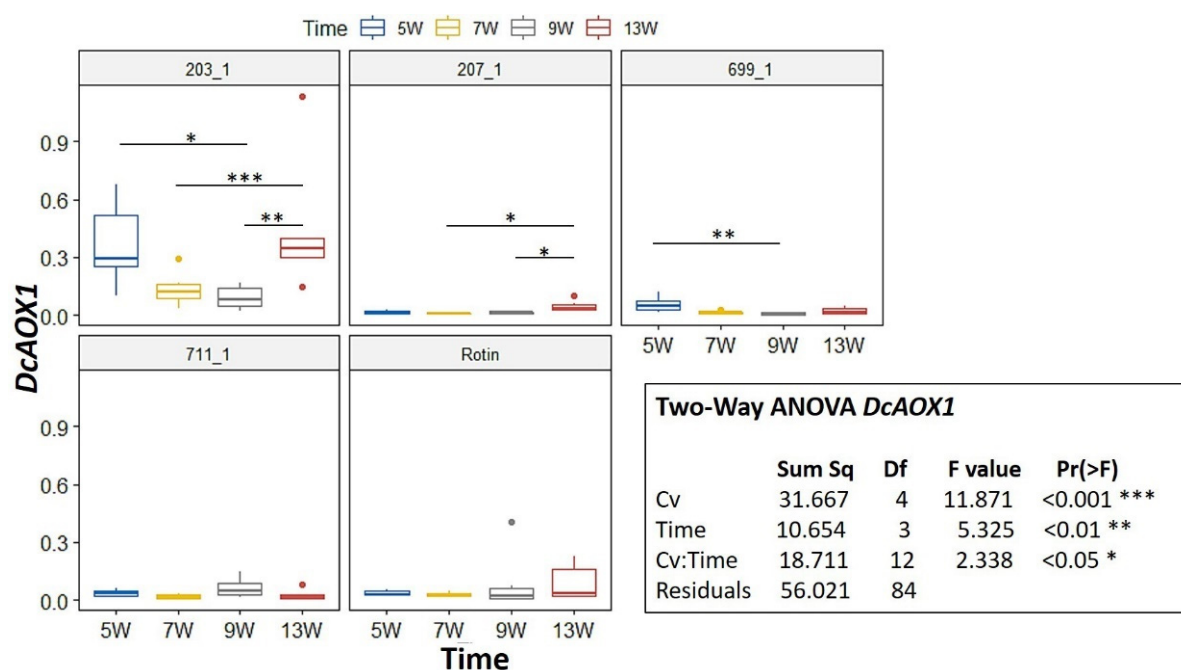 Time 5W 7W 9W 13W
203_1 207_1 699_1
DcAOX1
0.9
0.6
0.3
0.0
*
***
**
*
*
**
5W 7W 9W 13W
711_1 Rotin
0.9
0.6
0.3
0.0
5W 7W 9W 13W 5W 7W 9W 13W
Time
Two-Way ANOVA DcAOX1
Sum Sq Df F value Pr(>F)
Cv 31.667 4 11.871 <0.001 ***
Time 10.654 3 5.325 <0.01 **
Cv:Time 18.711 12 2.338 <0.05 *
Residuals 56.021 84